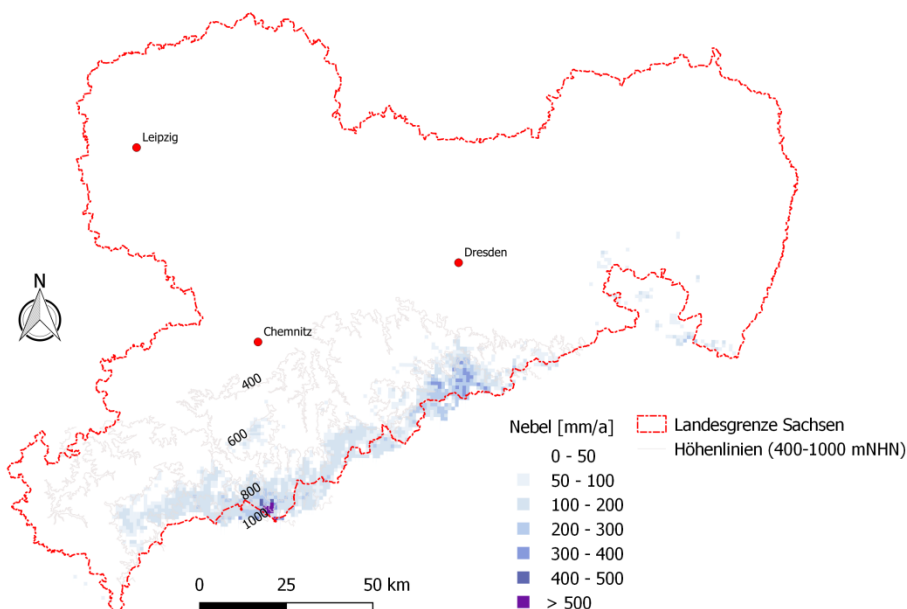 Leipzig
Dresden
N
Chemnitz
400
600
800
1000
Nebel [mm/a]
0 - 50
50 - 100
100 - 200
200 - 300
300 - 400
400 - 500
> 500
Landesgrenze Sachsen
Höhenlinien (400-1000 mNHN)
0 25 50 km